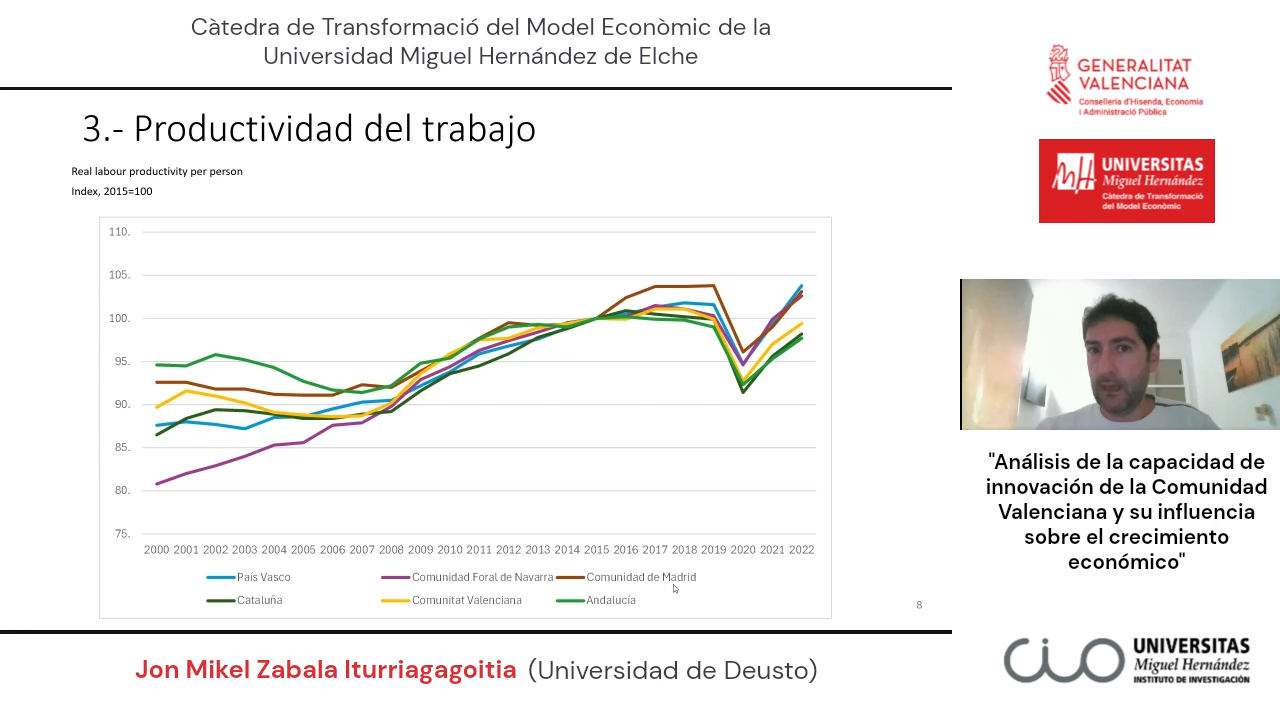 Càtedra de Transformació del Model Econòmic de la
Universidad Miguel Hernández de Elche
3.- Productividad del trabajo
Real labour productivity per person
Index, 2015=100
110.
105.
100.
95.
90.
85.
80.
75.
2000 2001 2002 2003 2004 2005 2006 2007 2008 2009 2010 2011 2012 2013 2014 2015 2016 2017 2018 2019 2020 2021 2022
País Vasco Comunidad Foral de Navarra Comunidad de Madrid
Cataluña Comunitat Valenciana Andalucía
8
Jon Mikel Zabala Iturriagagoitia (Universidad de Deusto)
GENERALITAT
VALENCIANA
Conselleria d'Hisenda, Economia
i Administració Pública
UNIVERSITAS
Miguel Hernández
Càtedra de Transformació
del Model Econòmic
"Análisis de la capacidad de
innovación de la Comunidad
Valenciana y su influencia
sobre el crecimiento
económico"
CIO UNIVERSITAS
Miguel Hernández
INSTITUTO DE INVESTIGACIÓN